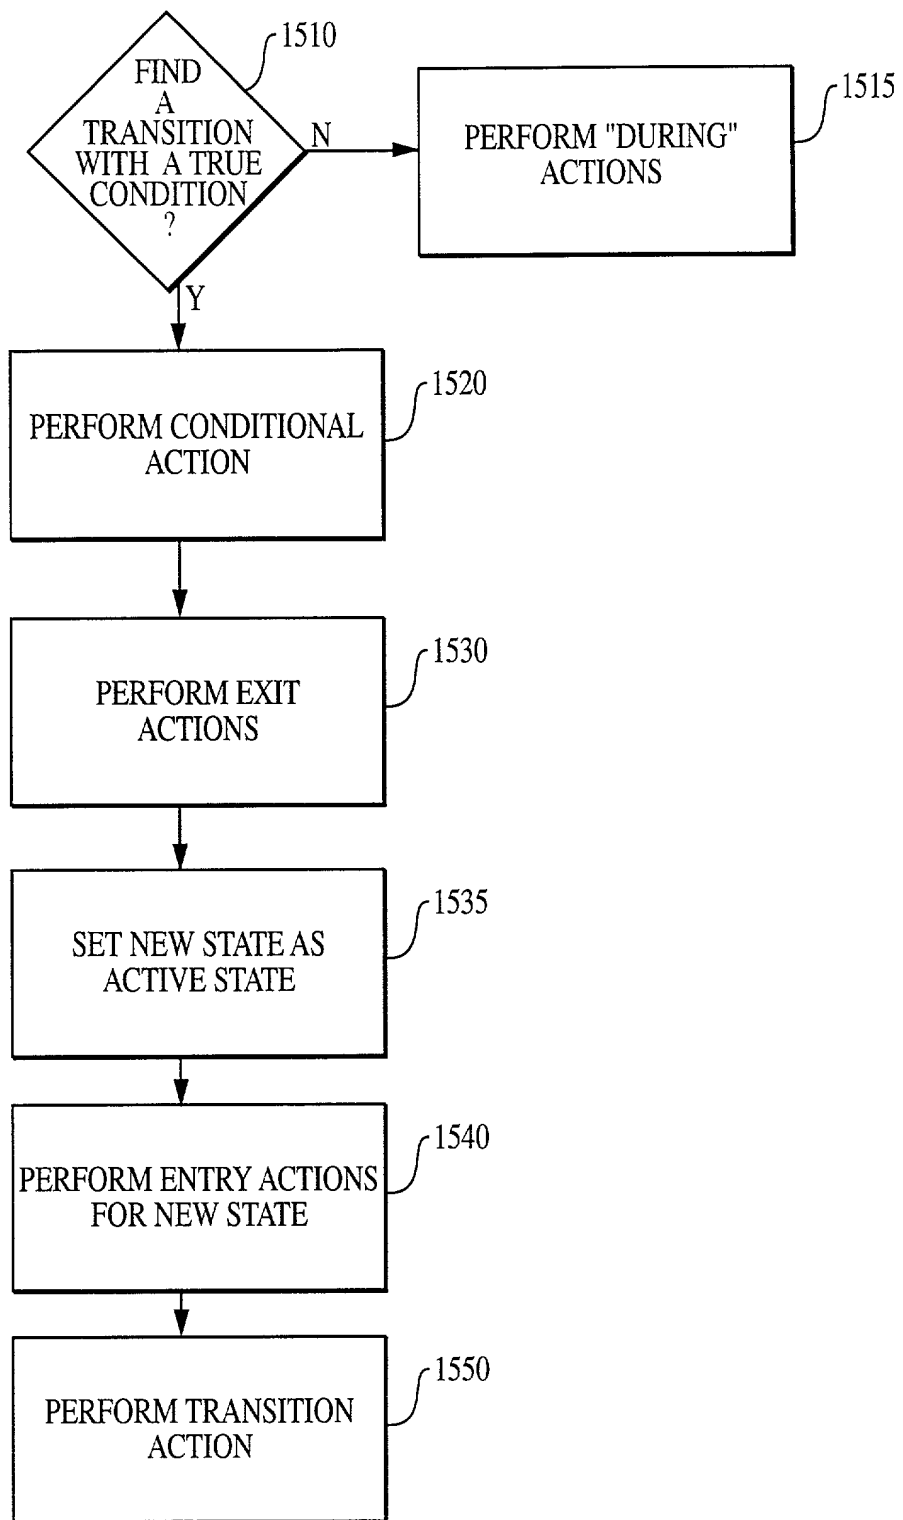 1510
FIND
A
TRANSITION
WITH A TRUE
CONDITION
?
N
PERFORM "DURING"
ACTIONS
1515
Y
1520
PERFORM CONDITIONAL
ACTION
1530
PERFORM EXIT
ACTIONS
1535
SET NEW STATE AS
ACTIVE STATE
1540
PERFORM ENTRY ACTIONS
FOR NEW STATE
1550
PERFORM TRANSITION
ACTION